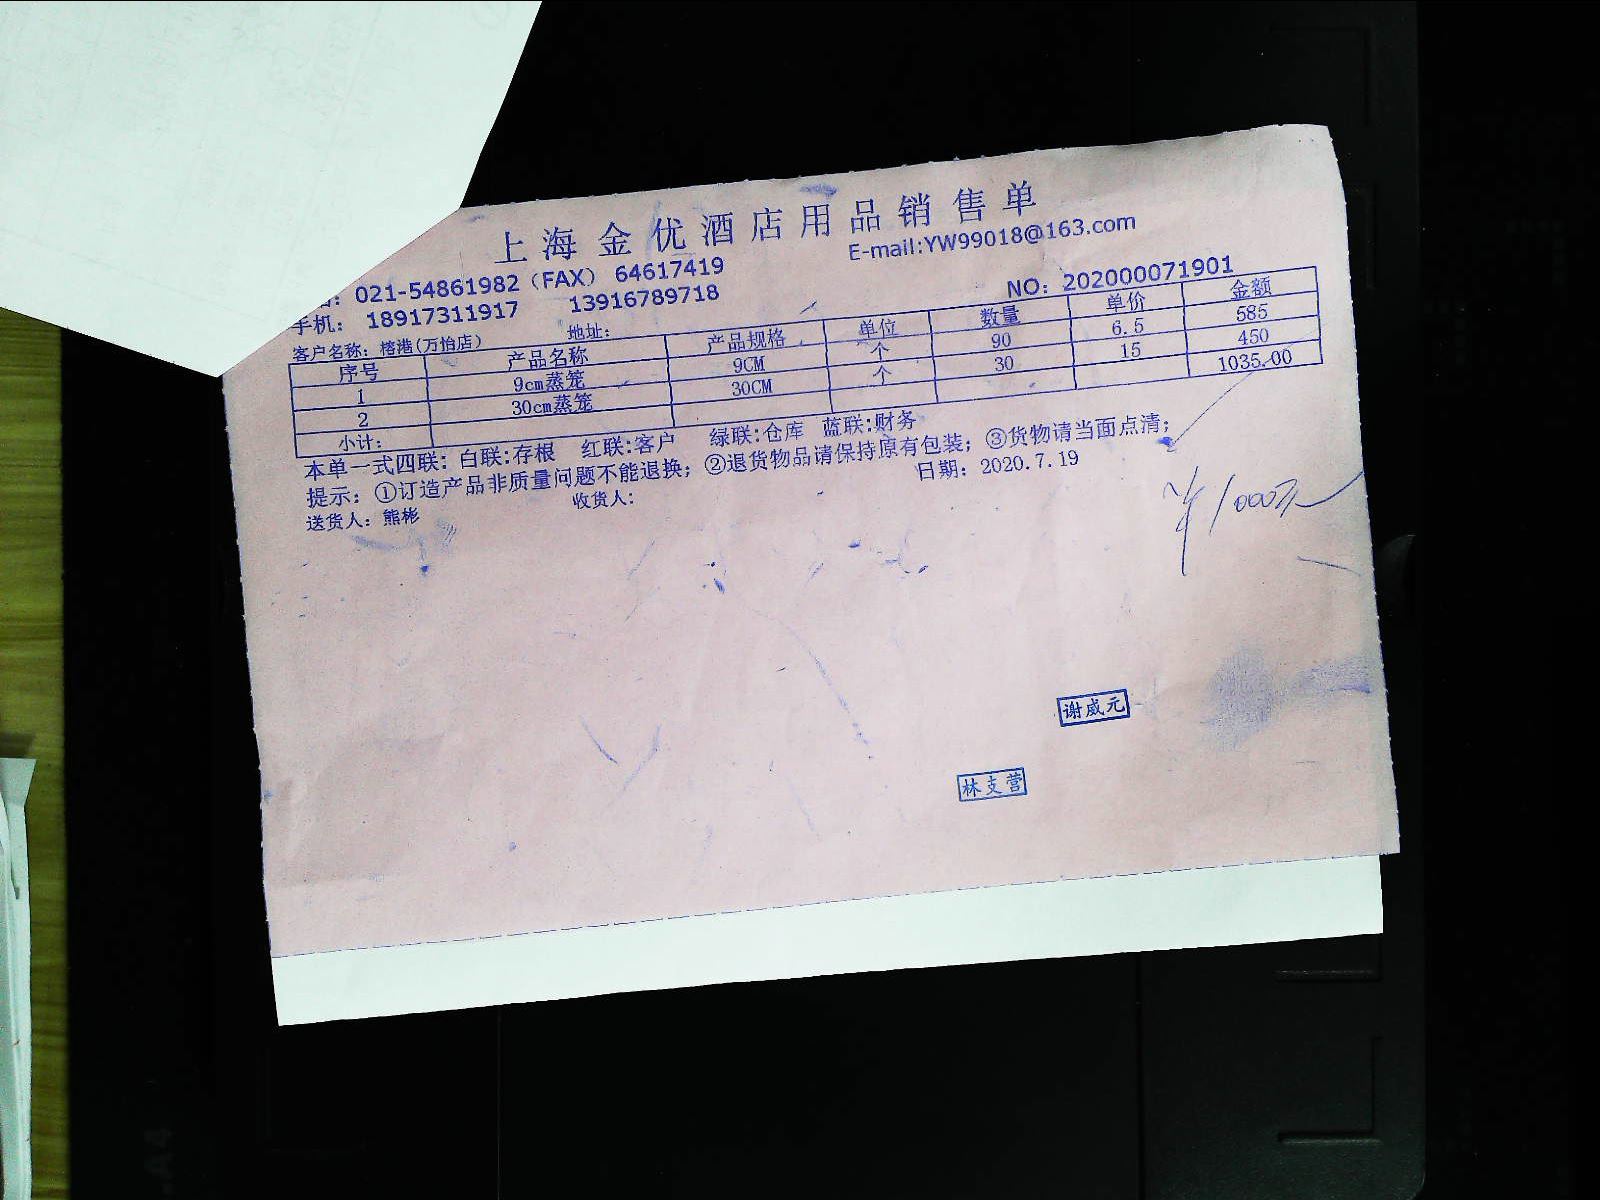 上海金优酒店用品销售单
E-mail:YW99018@163.com
: 021-54861982（FAX） 64617419
手机： 18917311917 13916789718
NO：202000071901
客户名称：榕港(万怡店) 地址：
序号 产品名称 产品规格 单位 数量 单价 金额
1 9cm蒸笼 9CM 个 90 6.5 585
2 30cm蒸笼 30CM 个 30 15 450
小计： 1035.00
本单一式四联: 白联:存根 红联:客户 绿联:仓库 蓝联:财务
提示：①订造产品非质量问题不能退换；②退货物品请保持原有包装；③货物请当面点清；
送货人：熊彬 收货人： 日期：2020.7.19
1000元
谢威元
林支营